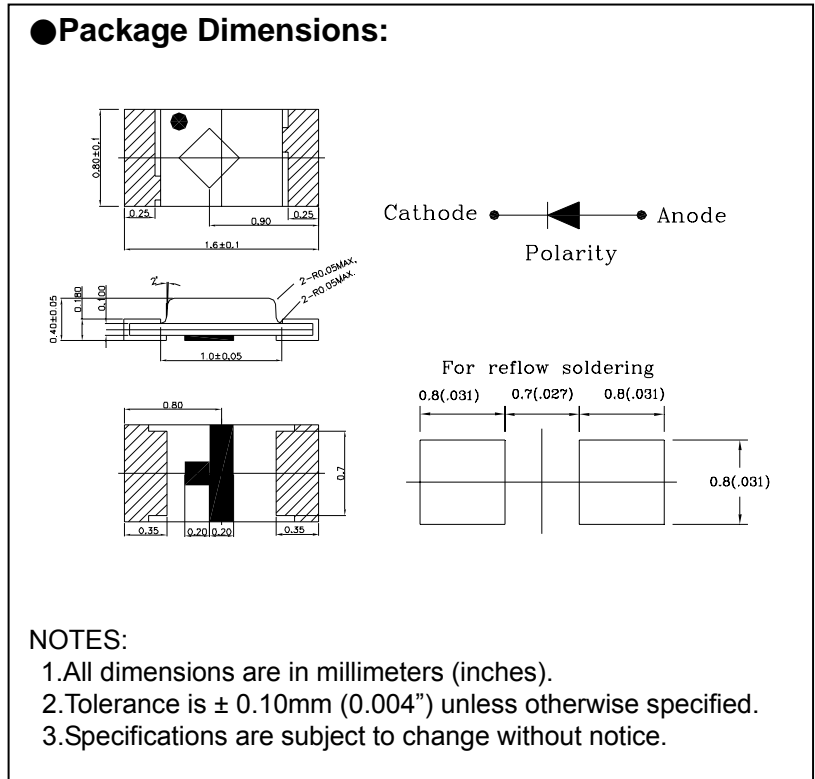 ●Package Dimensions:
0.80±0.1
0.25
0.90
0.25
1.6±0.1
Cathode
Anode
Polarity
2-R0.05MAX.
2-R0.05MAX.
0.40±0.05
0.180
0.100
1.0±0.05
For reflow soldering
0.8(.031) 0.7(.027) 0.8(.031)
0.8(.031)
0.80
0.7
0.35
0.20 0.20
0.35
NOTES:
1.All dimensions are in millimeters (inches).
2.Tolerance is ± 0.10mm (0.004”) unless otherwise specified.
3.Specifications are subject to change without notice.